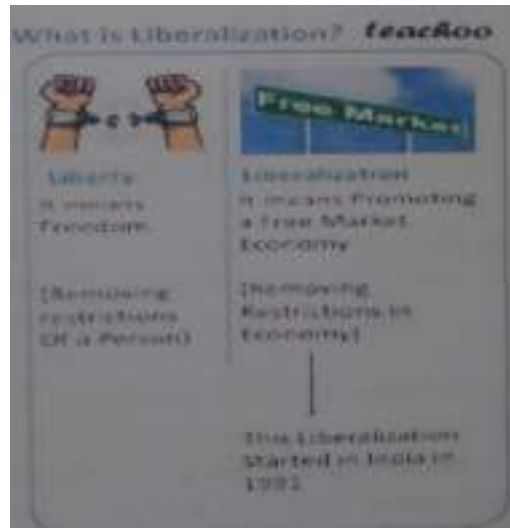 What is Liberalization? teachoo
Free Market
Liberty
It means
Freedom
[Removing
restrictions
Of a Person]
Liberalization
It means Promoting
a Free Market
Economy
[Removing
Restrictions in
Economy]
This Liberalization
Started in India in
1991